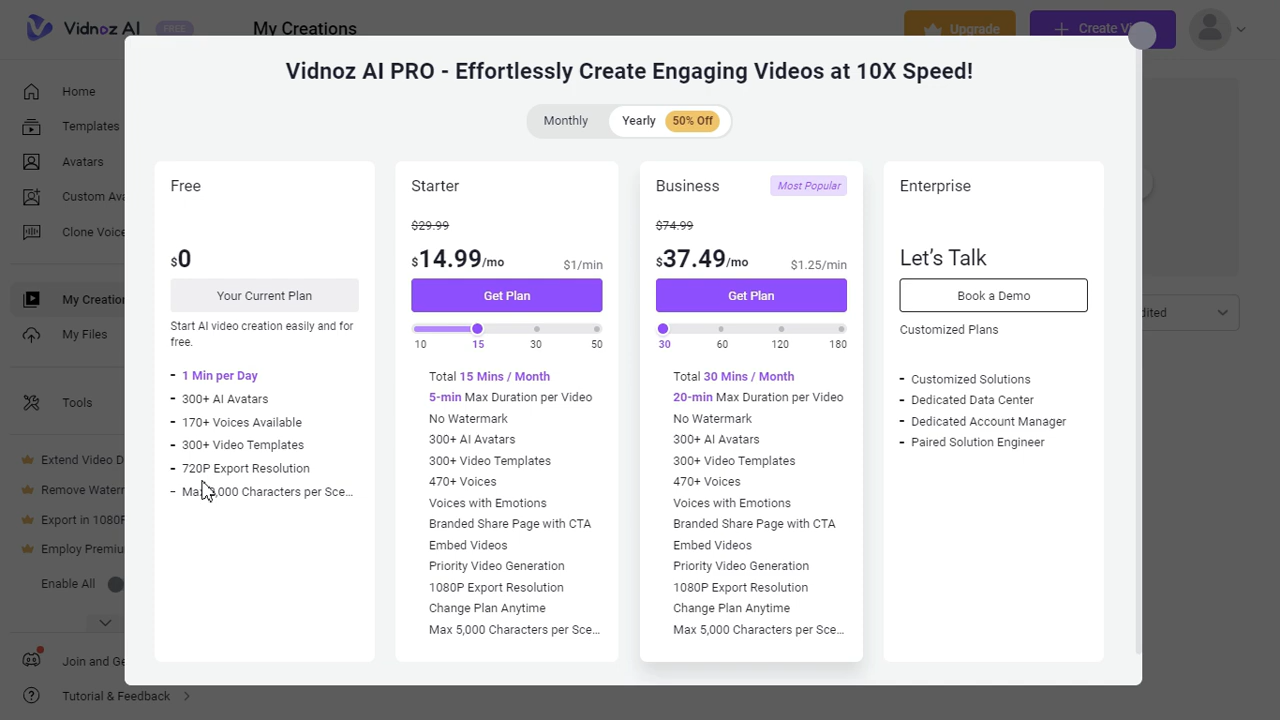 Vidnoz AI FREE
My Creations
Upgrade
Create Vi
Home
Templates
Avatars
Custom Ava
Clone Voice
My Creation
My Files
Tools
Extend Video D
Remove Watern
Export in 1080F
Employ Premiu
Enable All
Join and Ge
Tutorial & Feedback
dited
Vidnoz AI PRO - Effortlessly Create Engaging Videos at 10X Speed!
Monthly
Yearly 50% Off
Free
$0
Your Current Plan
Start AI video creation easily and for
free.
- 1 Min per Day
- 300+ AI Avatars
- 170+ Voices Available
- 300+ Video Templates
- 720P Export Resolution
- Characters per Sce...
Starter
$29.99
$14.99/mo $1/min
Get Plan
10 15 30 50
Total 15 Mins / Month
5-min Max Duration per Video
No Watermark
300+ AI Avatars
300+ Video Templates
470+ Voices
Voices with Emotions
Branded Share Page with CTA
Embed Videos
Priority Video Generation
1080P Export Resolution
Change Plan Anytime
Max 5,000 Characters per Sce...
Business Most Popular
$74.99
$37.49/mo $1.25/min
Get Plan
30 60 120 180
Total 30 Mins / Month
20-min Max Duration per Video
No Watermark
300+ AI Avatars
300+ Video Templates
470+ Voices
Voices with Emotions
Branded Share Page with CTA
Embed Videos
Priority Video Generation
1080P Export Resolution
Change Plan Anytime
Max 5,000 Characters per Sce...
Enterprise
Let's Talk
Book a Demo
Customized Plans
- Customized Solutions
- Dedicated Data Center
- Dedicated Account Manager
- Paired Solution Engineer